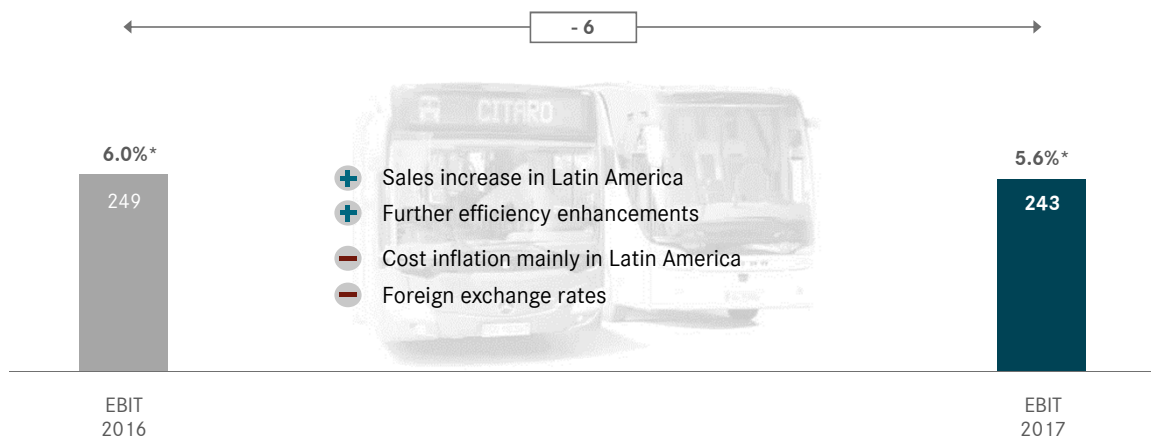 - 6
CITARO
6.0%*
5.6%*
249
243
Sales increase in Latin America
Further efficiency enhancements
Cost inflation mainly in Latin America
Foreign exchange rates
EBIT
2016
EBIT
2017